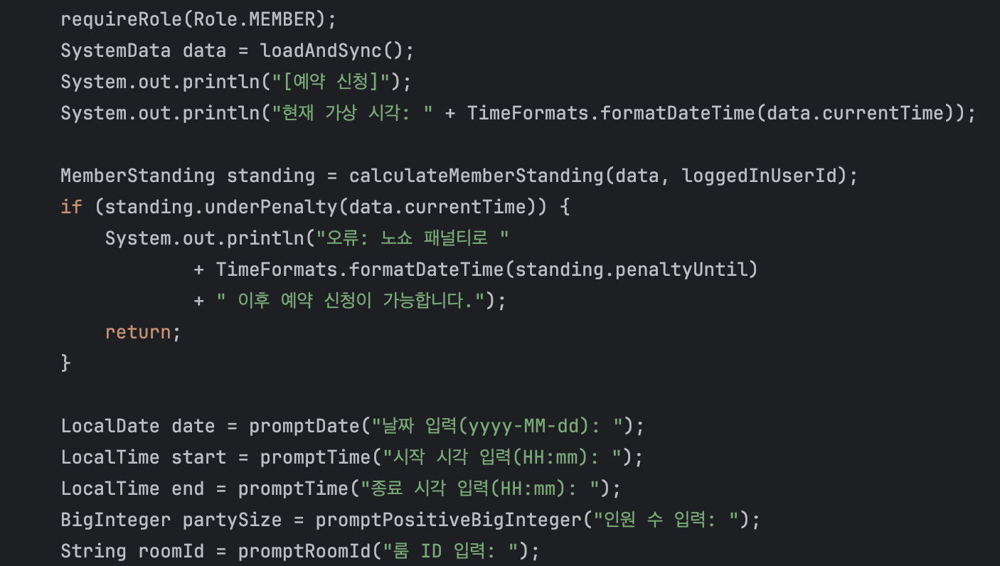 requireRole(Role.MEMBER);
SystemData data = loadAndSync();
System.out.println("[예약 신청]");
System.out.println("현재 가상 시각: " + TimeFormats.formatDateTime(data.currentTime));
MemberStanding standing = calculateMemberStanding(data, loggedInUserId);
if (standing.underPenalty(data.currentTime)) {
System.out.println("오류: 노쇼 패널티로 "
+ TimeFormats.formatDateTime(standing.penaltyUntil)
+ " 이후 예약 신청이 가능합니다.");
return;
}
LocalDate date = promptDate("날짜 입력(yyyy-MM-dd): ");
LocalTime start = promptTime("시작 시각 입력(HH:mm): ");
LocalTime end = promptTime("종료 시각 입력(HH:mm): ");
BigInteger partySize = promptPositiveBigInteger("인원 수 입력: ");
String roomId = promptRoomId("룸 ID 입력: ");